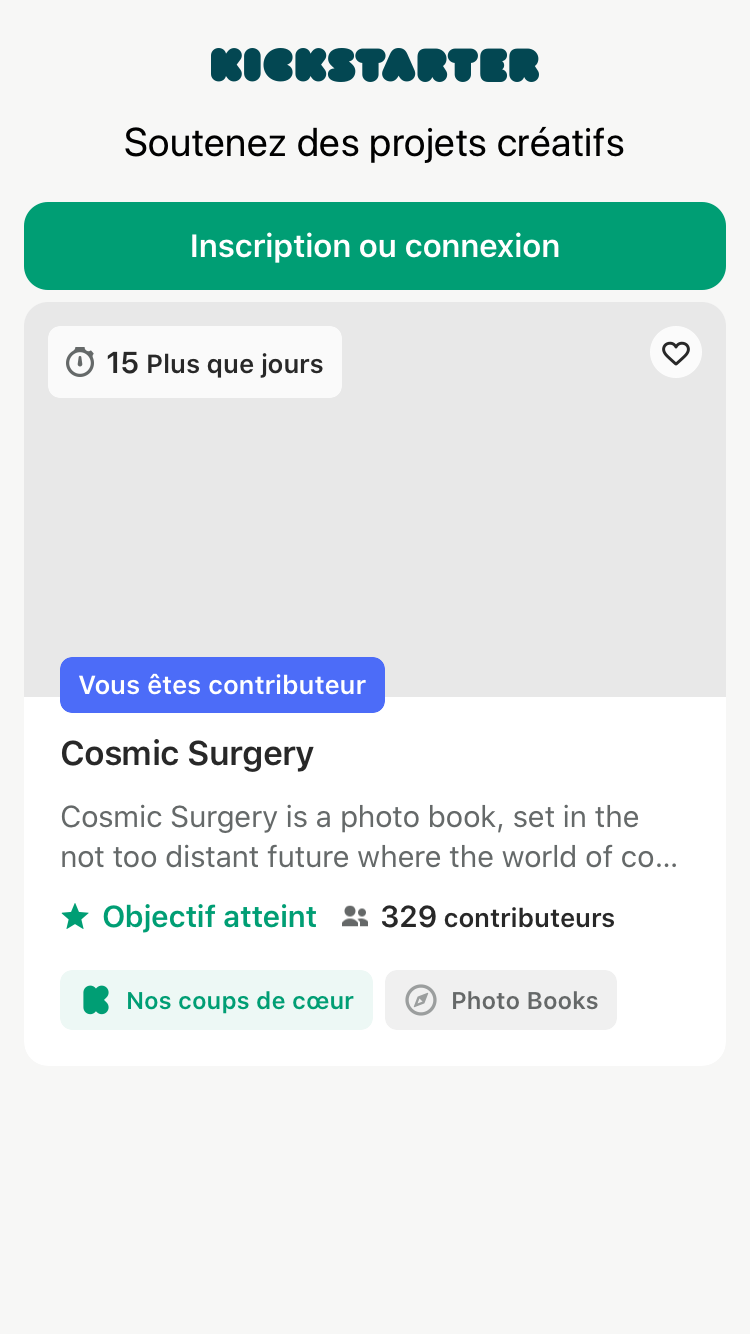 KICKSTARTER
Soutenez des projets créatifs
Inscription ou connexion
15 Plus que jours
Vous êtes contributeur
Cosmic Surgery
Cosmic Surgery is a photo book, set in the
not too distant future where the world of co...
Objectif atteint 329 contributeurs
Nos coups de cœur Photo Books